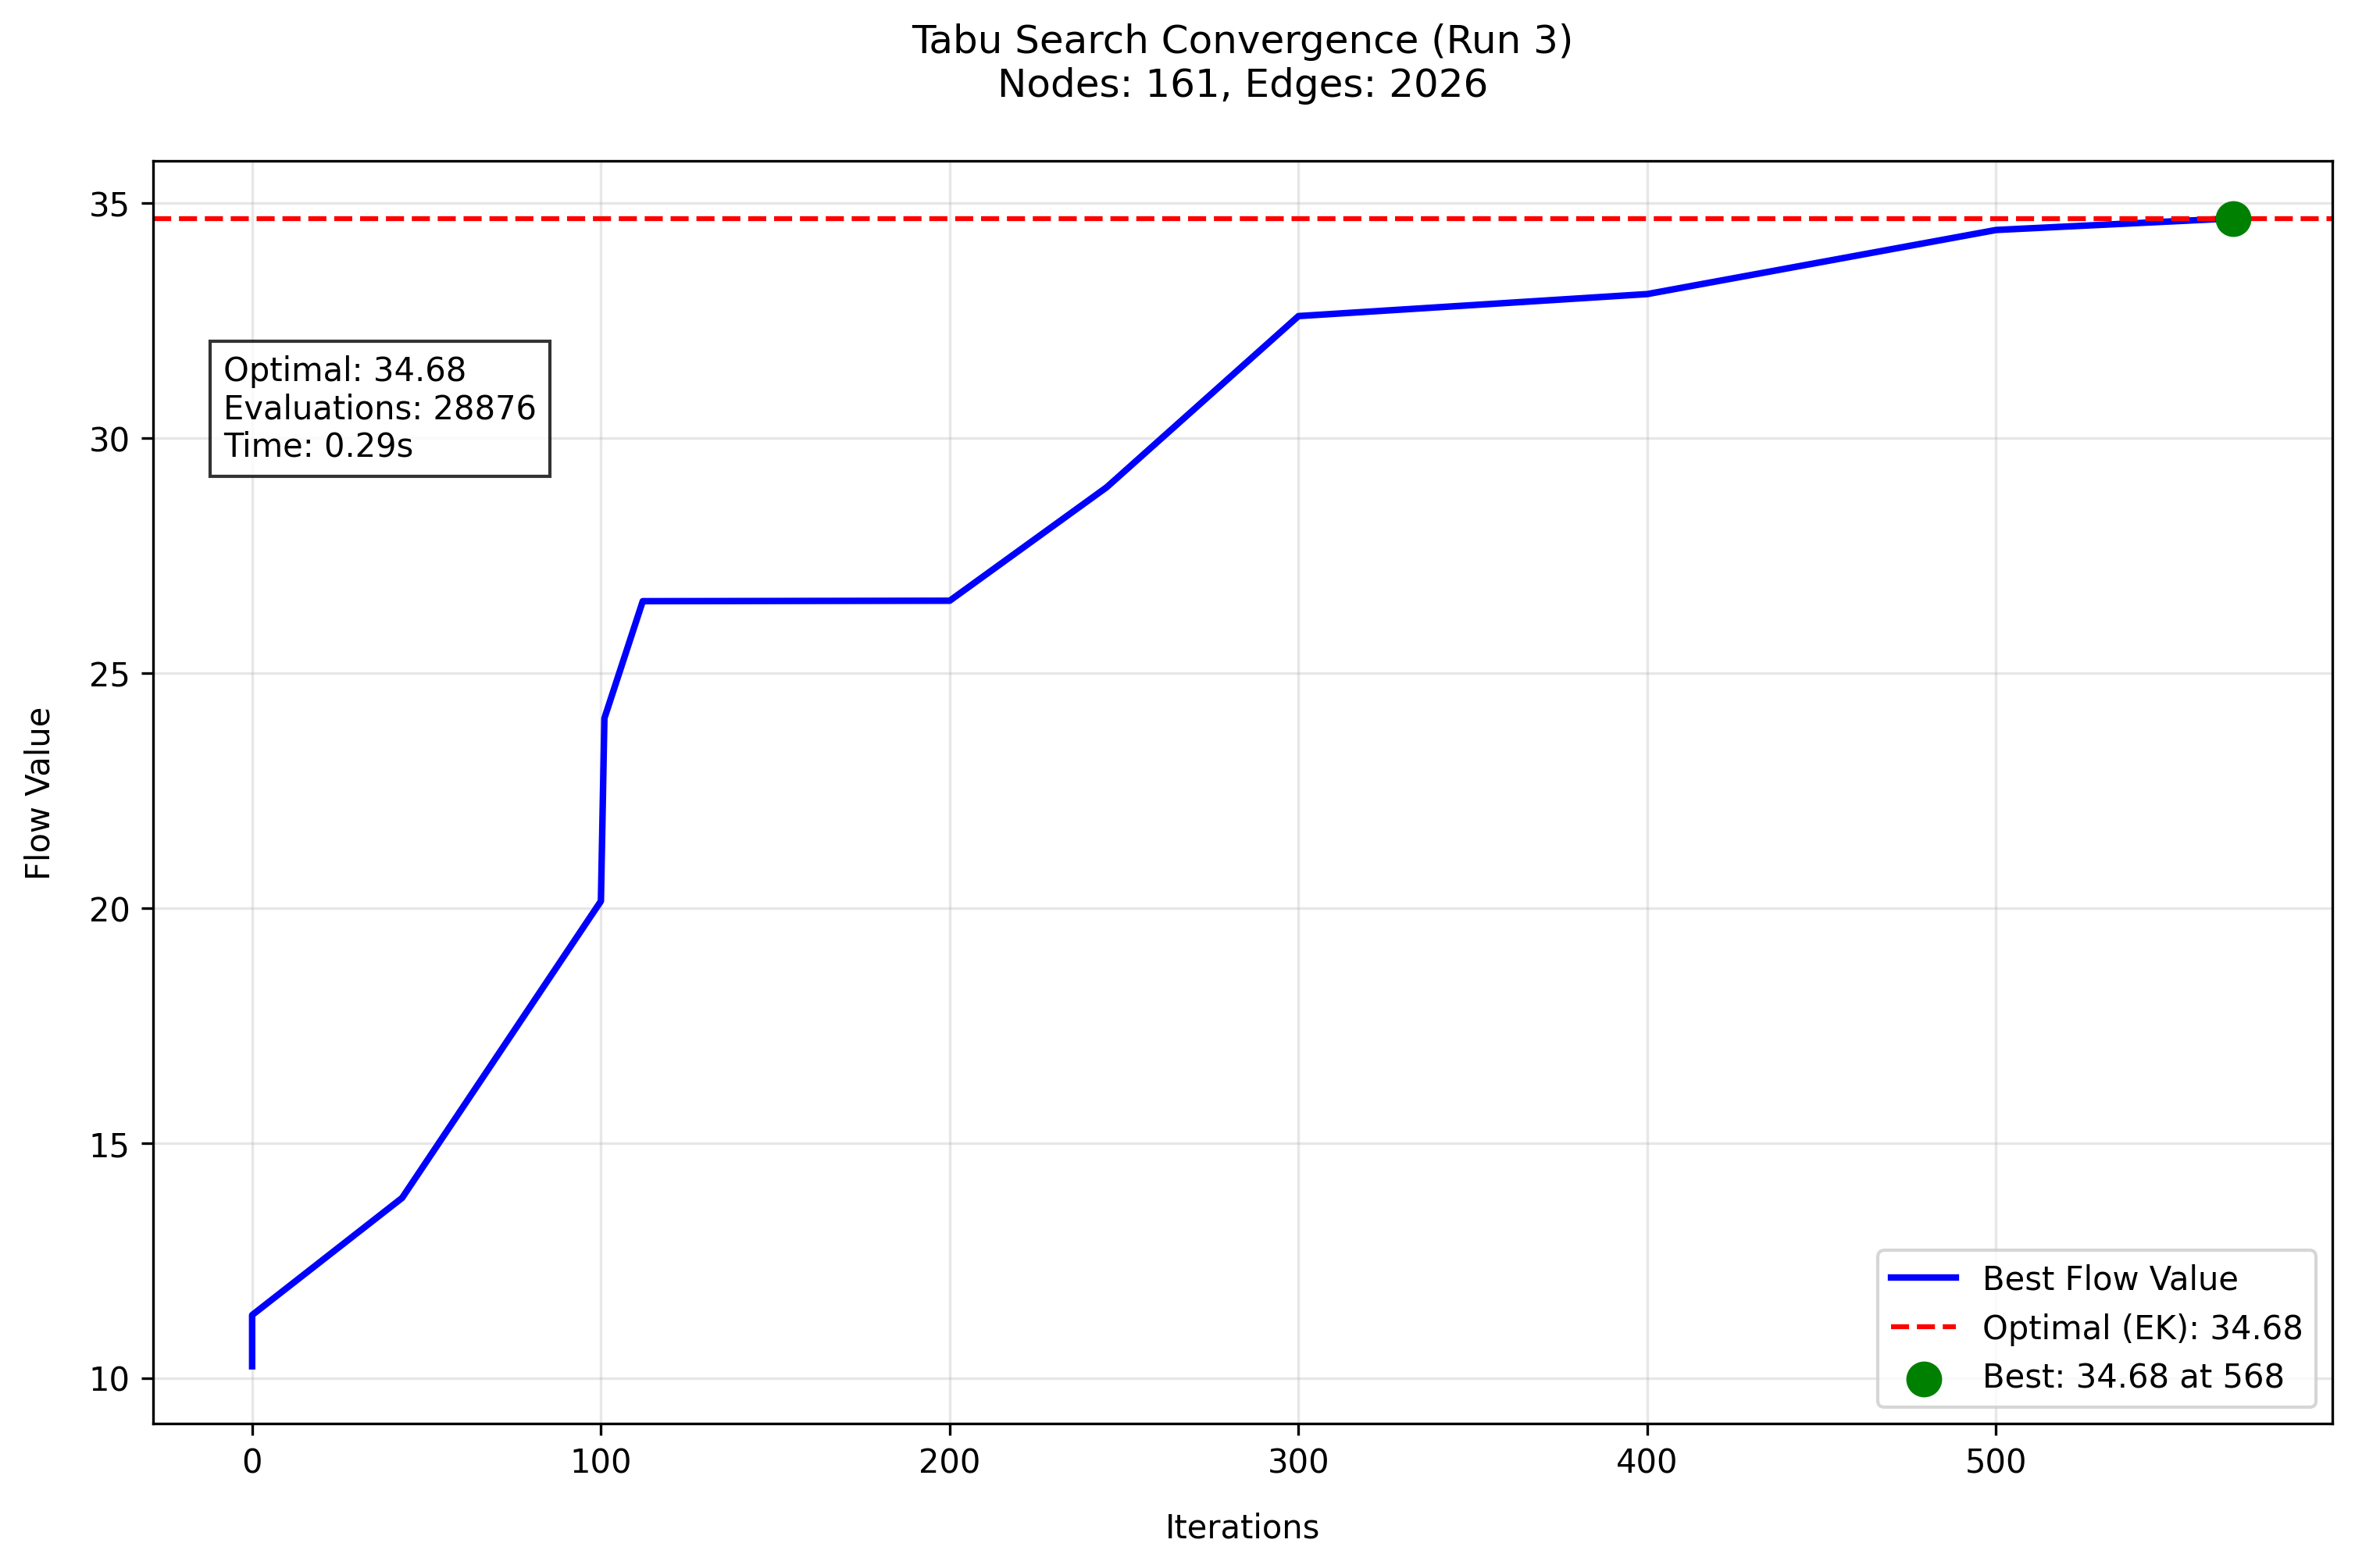 Tabu Search Convergence (Run 3)
Nodes: 161, Edges: 2026
35
30
25
20
15
10
Flow Value
Optimal: 34.68
Evaluations: 28876
Time: 0.29s
Best Flow Value
Optimal (EK): 34.68
Best: 34.68 at 568
0
100
200
300
400
500
Iterations